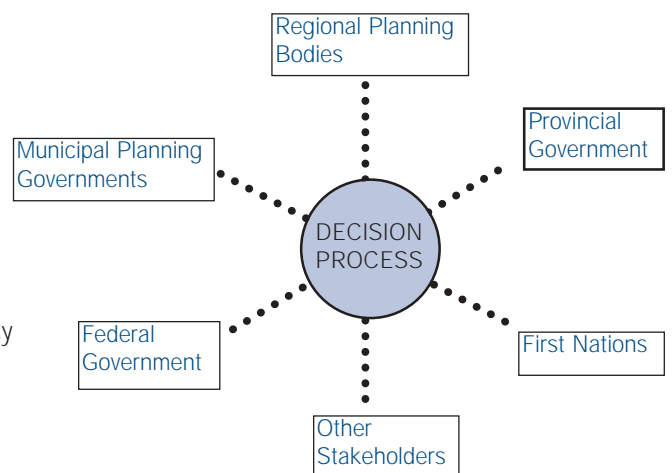 Regional Planning
Bodies
Provincial
Government
Municipal Planning
Governments
DECISION
PROCESS
y
Federal
Government
First Nations
Other
Stakeholders